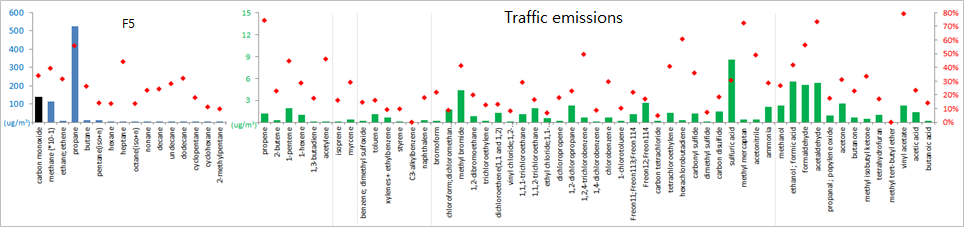 F5
Traffic emissions
600
500
400
300
200
100
(ug/m³)
15
12
9
6
3
(ug/m³)
80%
70%
60%
50%
40%
30%
20%
10%
0%
carbon monoxide
methane (*10-1)
ethane; ethene
propane
butane
pentane(iso+n)
hexane
heptane
octane(iso+n)
nonane
decane
undecane
dodecane
cyclopentane
cyclohexane
2-methylpentane
propene
2-butene
1-pentene
1-hexene
1,3-butadiene
acetylene
isoprene
myrcene
benzene; dimethyl sulfoxide
toluene
xylenes+ethylbenzene
styrene
C3-alkybenzene
naphthalene
bromoform
chloroform;dichloromethan.
methyl bromide
1,2-dibromoethane
trichloroethylene
dichloroethene(1,1 and 1,2)
vinyl chloride;1,2-
1,1,1-trichloroethane
1,1,2-trichloroethane
ethyl chloride;1,1-
dichloropropene
1,2-dichloropropane
1,2,4-trichlorobenzene
1,4-dichlorobenzene
chlorobenzene
1-chlorotoluene
Freon11;Freon113;Freon114
Freon12;Freon114
carbon tetrachloride
tetrachloroethylene
hexachlorobutadiene
carbonyl sulfide
dimethyl sulfide
carbon disulfide
sulfuric acid
methyl mercaptan
acetonitrile
ammonia
methanol
ethanol; formic acid
formaldehyde
acetaldehyde
propanal; propylene oxide
acetone
butanone
methyl isobutyl ketone
tetrahydrofuran
methyl tert-butyl ether
vinyl acetate
acetic acid
butanoic acid